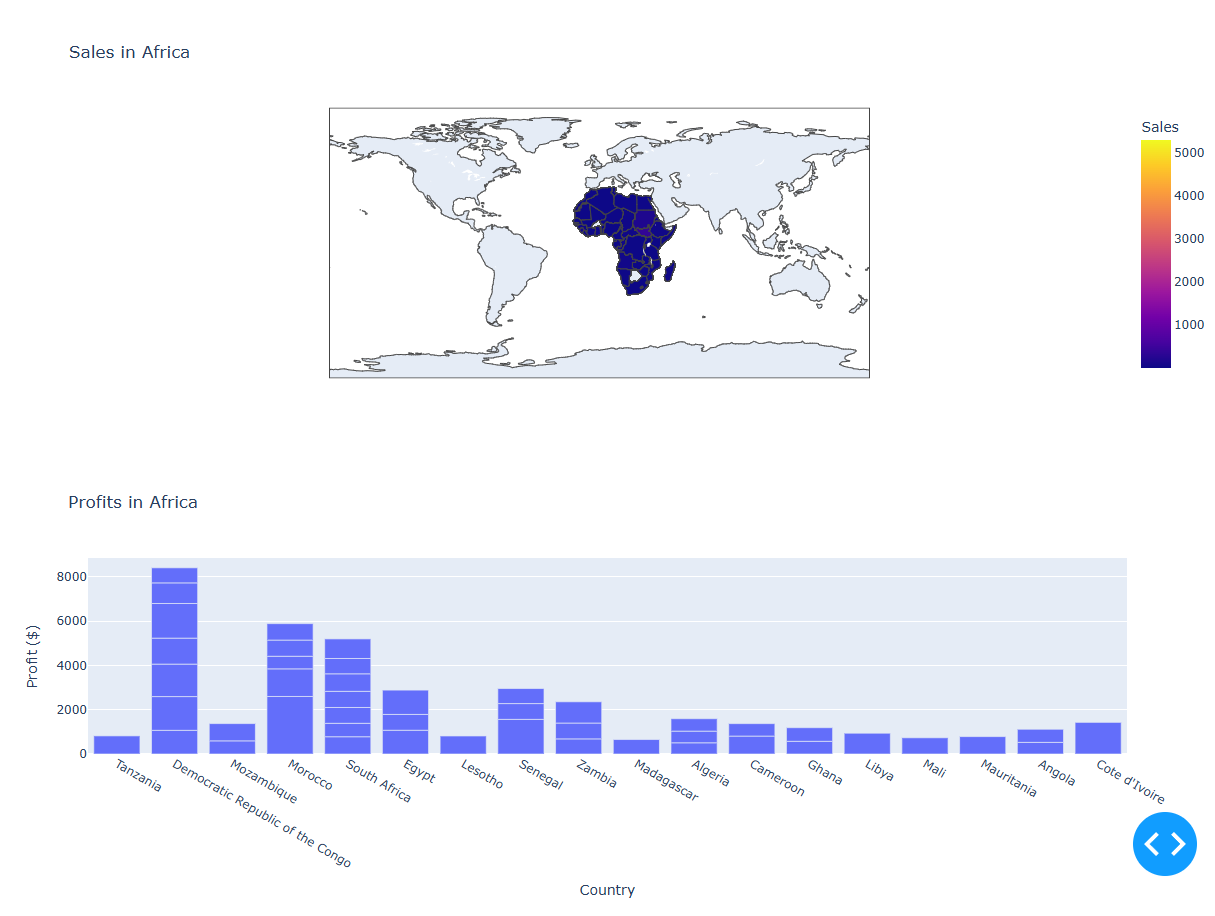 Sales in Africa
Sales
5000
4000
3000
2000
1000
Profits in Africa
Profit ($)
8000
6000
4000
2000
0
Tanzania
Democratic Republic of the Congo
Mozambique
Morocco
South Africa
Egypt
Lesotho
Senegal
Zambia
Madagascar
Algeria
Cameroon
Ghana
Libya
Mali
Mauritania
Angola
Cote d'Ivoire
Country